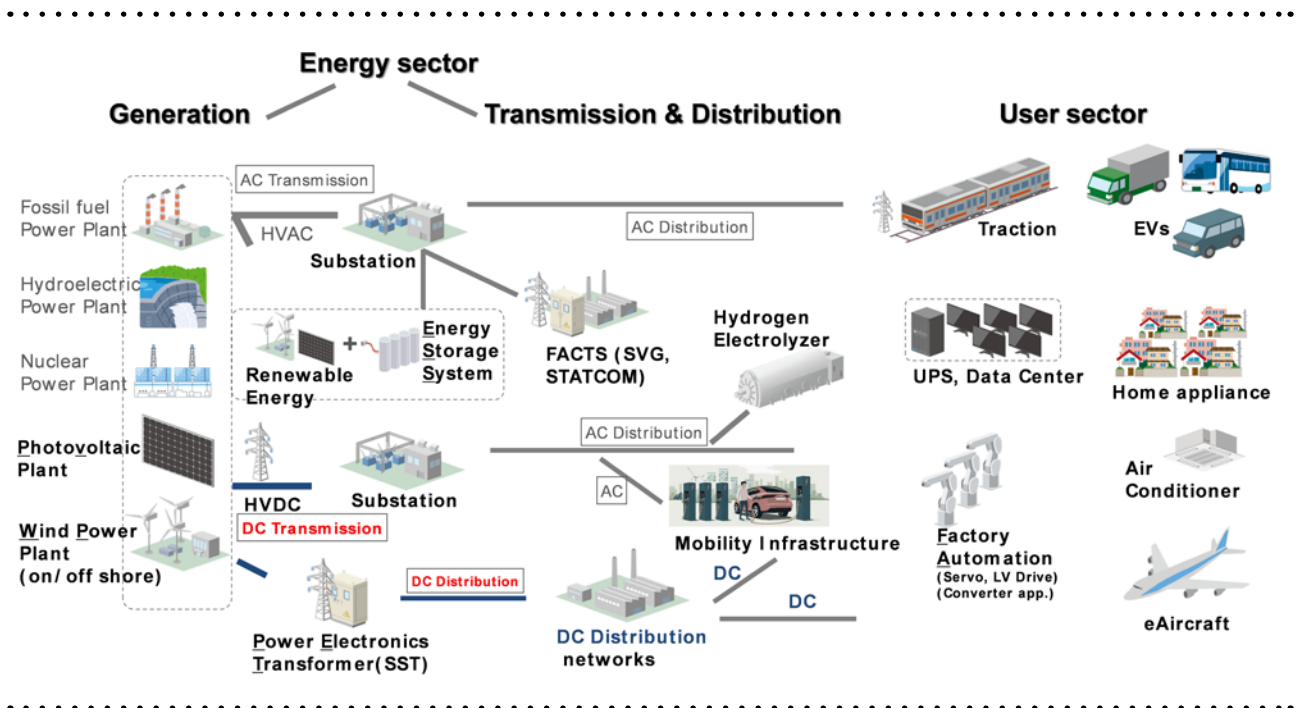 Energy sector
Generation
Transmission & Distribution
User sector
AC Transmission
Fossil fuel
Power Plant
HVAC
Substation
AC Distribution
Traction
EVs
Hydroelectric
Power Plant
Renewable
Energy
+
Energy
Storage
System
FACTS (SVG,
STATCOM)
Hydrogen
Electrolyzer
UPS, Data Center
Home appliance
Nuclear
Power Plant
Photovoltaic
Plant
HVDC
Substation
AC Distribution
AC
Mobility Infrastructure
Air
Conditioner
DC Transmission
Wind Power
Plant
(on/ off shore)
DC Distribution
Power Electronics
Transformer(SST)
DC Distribution
networks
DC
DC
Factory
Automation
(Servo, LV Drive)
(Converter app.)
eAircraft